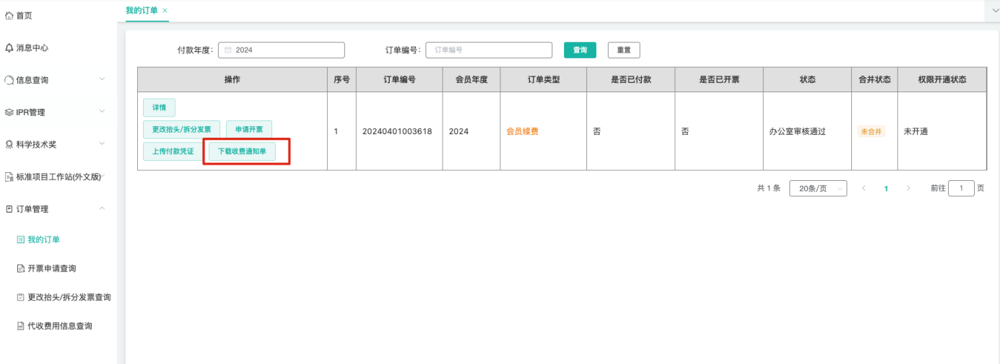 首页
消息中心
信息查询
IPR管理
科学技术奖
标准项目工作站(外文版)
订单管理
我的订单
开票申请查询
更改抬头/拆分发票查询
代收费用信息查询
我的订单 ×
付款年度： 2024 订单编号： 订单编号 查询 重置
操作 序号 订单编号 会员年度 订单类型 是否已付款 是否已开票 状态 合并状态 权限开通状态
详情
更改抬头/拆分发票 申请开票
上传付款凭证 下载收费通知单
1 20240401003618 2024 会员续费 否 否 办公室审核通过 未合并 未开通
共 1 条 20条/页 < 1 > 前往 1 页